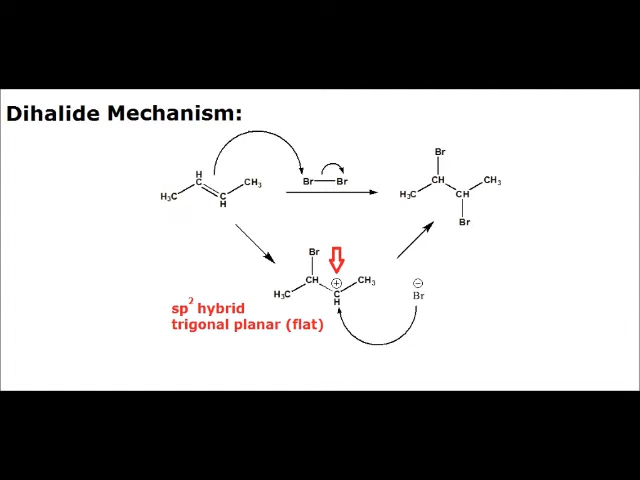 Dihalide Mechanism:
Br
H
C
CH₃
H₃C
C
H
Br
Br
CH
CH₃
H₃C
CH
Br
Br
⊕
CH
CH₃
H₃C
C
H
⊖
Br
sp² hybrid
trigonal planar (flat)